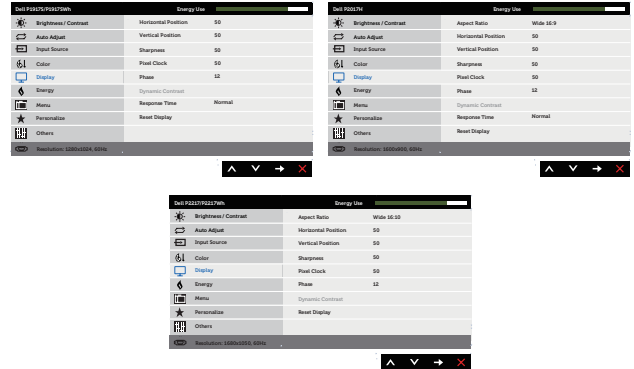 Dell P1917S/P1917SWh Energy Use
Brightness / Contrast Horizontal Position 50
Auto Adjust Vertical Position 50
Input Source Sharpness 50
Color Pixel Clock 50
Display Phase 12
Energy Dynamic Contrast
Menu Response Time Normal
Personalize Reset Display
Others
Resolution: 1280x1024, 60Hz
Dell P2017H Energy Use
Brightness / Contrast Aspect Ratio Wide 16:9
Auto Adjust Horizontal Position 50
Input Source Vertical Position 50
Color Sharpness 50
Display Pixel Clock 50
Energy Phase 12
Menu Dynamic Contrast
Personalize Response Time Normal
Others Reset Display
Resolution: 1600x900, 60Hz
Dell P2217/P2217Wh Energy Use
Brightness / Contrast Aspect Ratio Wide 16:10
Auto Adjust Horizontal Position 50
Input Source Vertical Position 50
Color Sharpness 50
Display Pixel Clock 50
Energy Phase 12
Menu Dynamic Contrast
Personalize Reset Display
Others
Resolution: 1680x1050, 60Hz